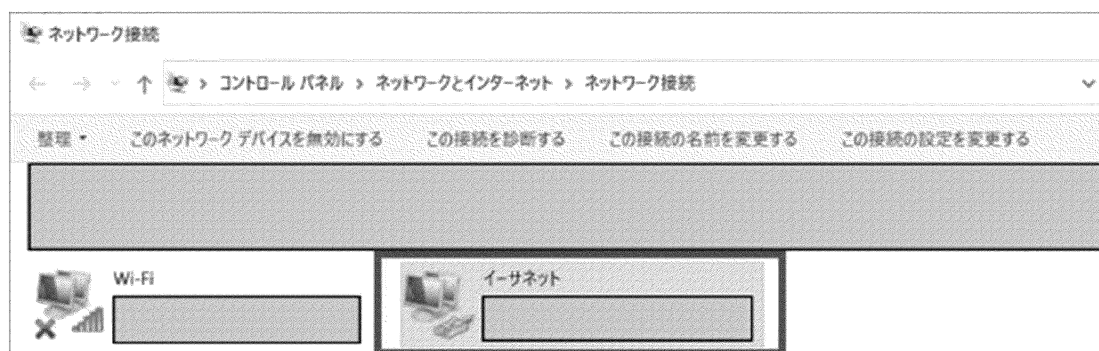 ネットワーク接続
コントロール パネル › ネットワークとインターネット › ネットワーク接続
整理 このネットワーク デバイスを無効にする この接続を診断する この接続の名前を変更する この接続の設定を変更する
Wi-Fi イーサネット